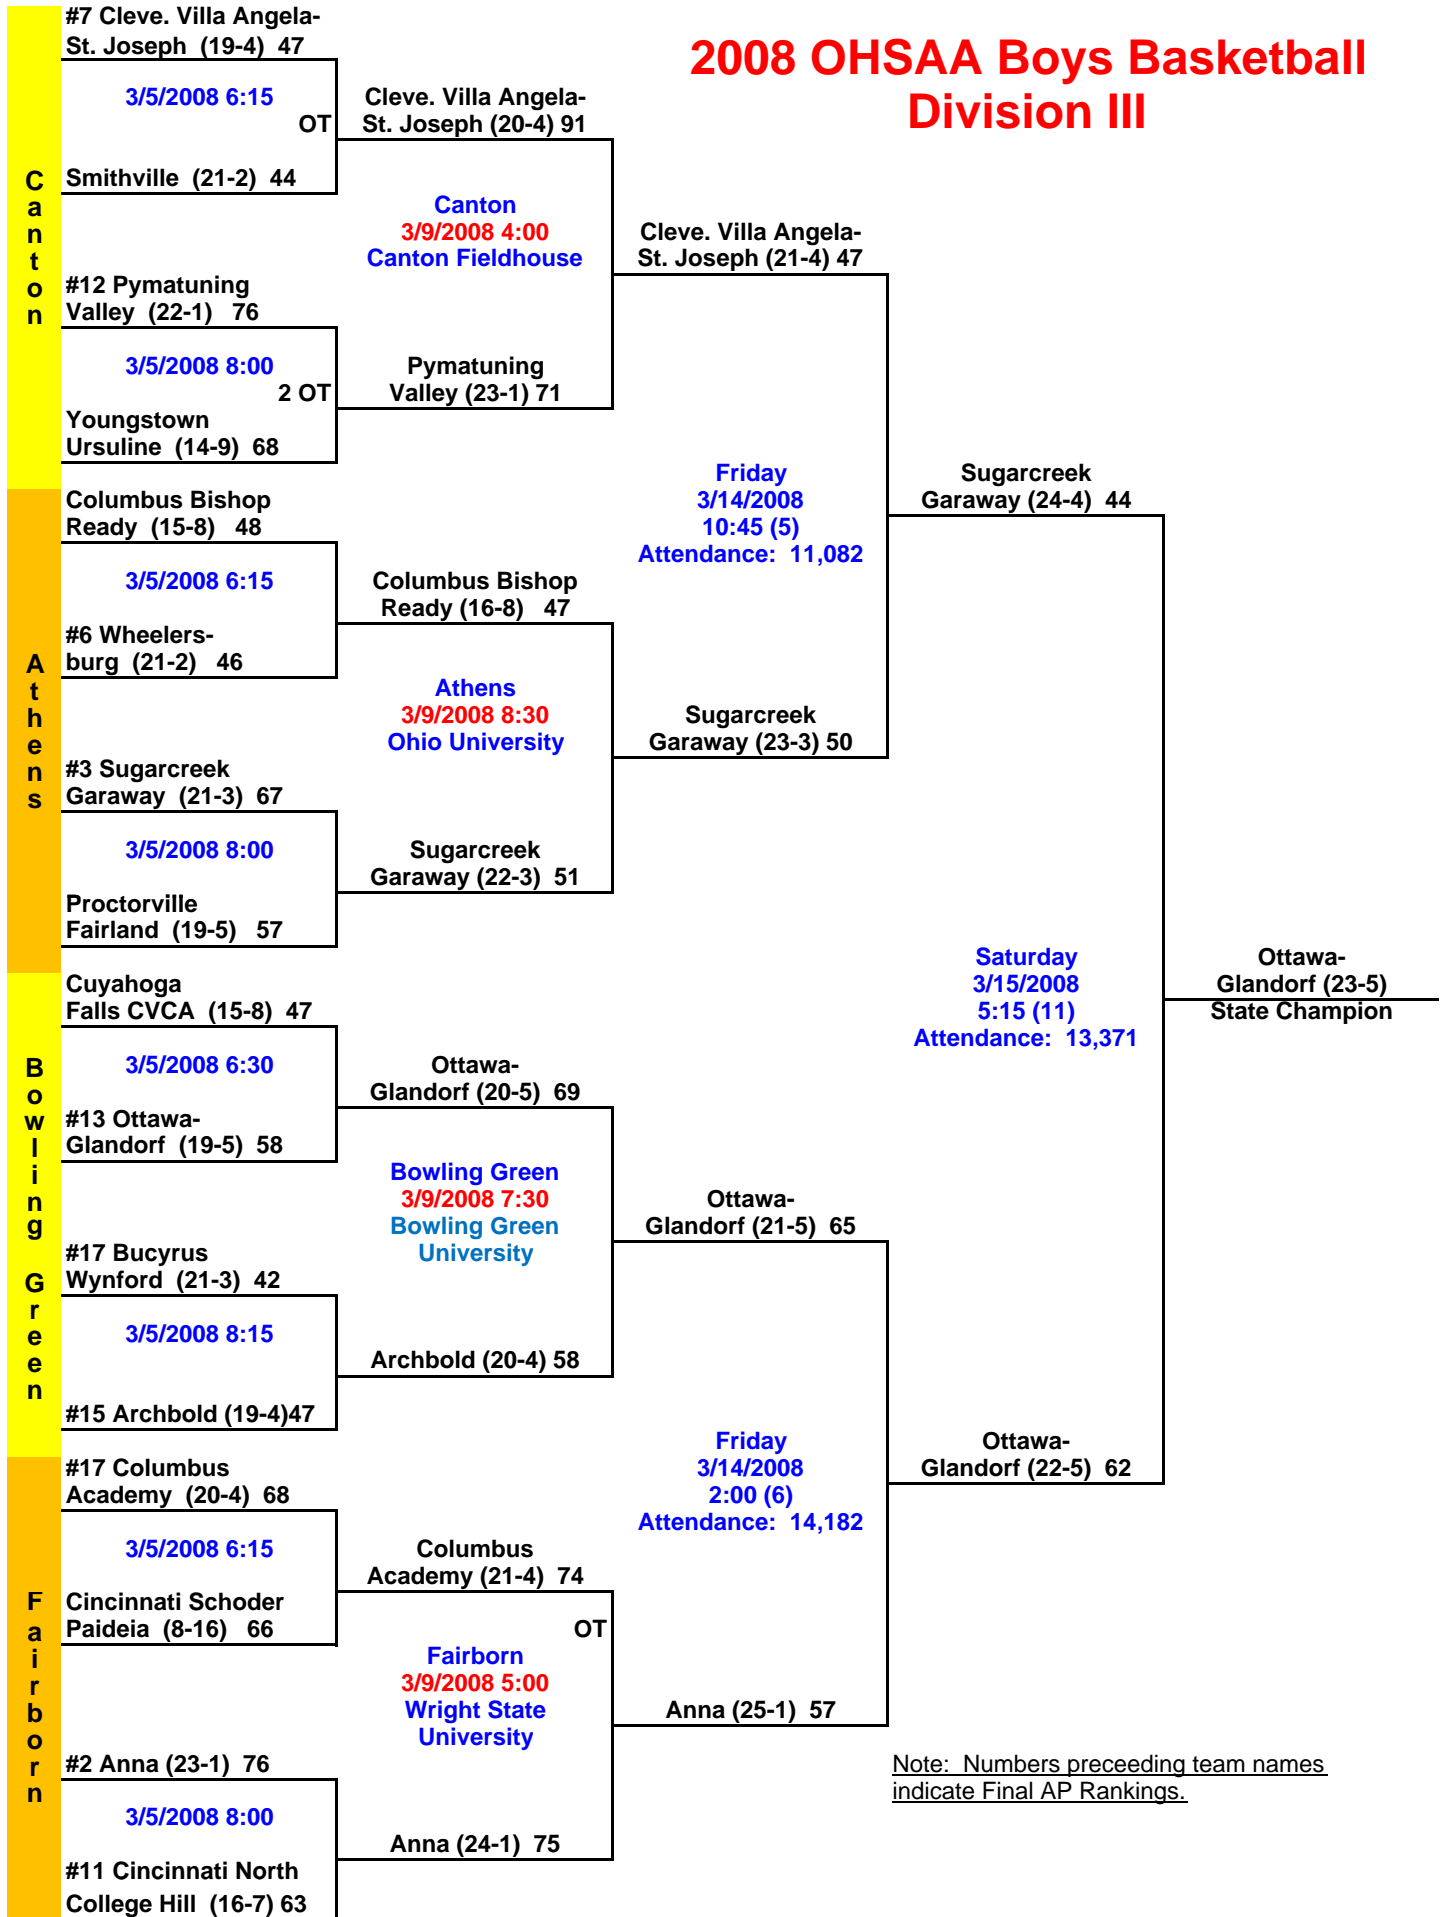 2008 OHSAA Boys Basketball
Division III
Canton
#7 Cleve. Villa Angela-
St. Joseph (19-4) 47
3/5/2008 6:15
OT
Smithville (21-2) 44
#12 Pymatuning
Valley (22-1) 76
3/5/2008 8:00
2 OT
Youngstown
Ursuline (14-9) 68
Athens
Columbus Bishop
Ready (15-8) 48
3/5/2008 6:15
#6 Wheelers-
burg (21-2) 46
#3 Sugarcreek
Garaway (21-3) 67
3/5/2008 8:00
Proctorville
Fairland (19-5) 57
Bowling Green
Cuyahoga
Falls CVCA (15-8) 47
3/5/2008 6:30
#13 Ottawa-
Glandorf (19-5) 58
#17 Bucyrus
Wynford (21-3) 42
3/5/2008 8:15
#15 Archbold (19-4)47
Fairborn
#17 Columbus
Academy (20-4) 68
3/5/2008 6:15
Cincinnati Schoder
Paideia (8-16) 66
#2 Anna (23-1) 76
3/5/2008 8:00
#11 Cincinnati North
College Hill (16-7) 63
Cleve. Villa Angela-
St. Joseph (20-4) 91
Canton
3/9/2008 4:00
Canton Fieldhouse
Pymatuning
Valley (23-1) 71
Columbus Bishop
Ready (16-8) 47
Athens
3/9/2008 8:30
Ohio University
Sugarcreek
Garaway (22-3) 51
Ottawa-
Glandorf (20-5) 69
Bowling Green
3/9/2008 7:30
Bowling Green
University
Archbold (20-4) 58
Columbus
Academy (21-4) 74
OT
Fairborn
3/9/2008 5:00
Wright State
University
Anna (24-1) 75
Cleve. Villa Angela-
St. Joseph (21-4) 47
Friday
3/14/2008
10:45 (5)
Attendance: 11,082
Sugarcreek
Garaway (23-3) 50
Ottawa-
Glandorf (21-5) 65
Friday
3/14/2008
2:00 (6)
Attendance: 14,182
Anna (25-1) 57
Sugarcreek
Garaway (24-4) 44
Saturday
3/15/2008
5:15 (11)
Attendance: 13,371
Ottawa-
Glandorf (22-5) 62
Ottawa-
Glandorf (23-5)
State Champion
Note: Numbers preceeding team names
indicate Final AP Rankings.